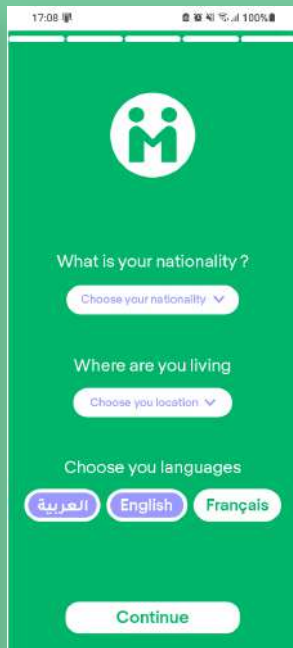 17:08 100%
What is your nationality ?
Choose your nationality
Where are you living
Choose you location
Choose you languages
العربية English Français
Continue